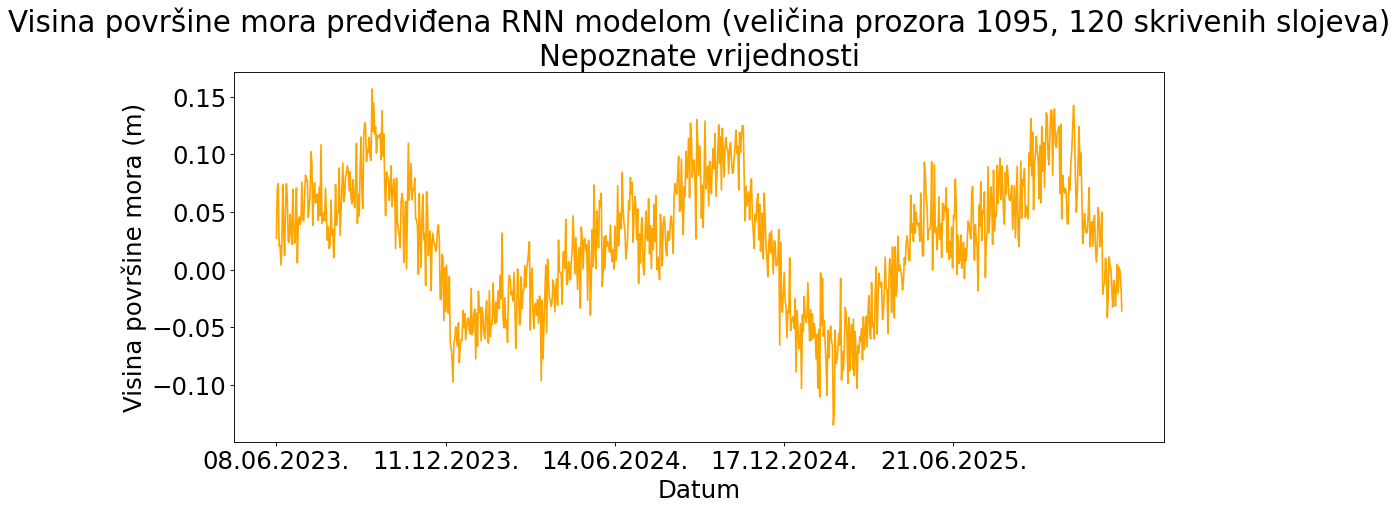 Visina površine mora predviđena RNN modelom (veličina prozora 1095, 120 skrivenih slojeva)
Nepoznate vrijednosti
Visina površine mora (m)
0.15
0.10
0.05
0.00
−0.05
−0.10
08.06.2023. 11.12.2023. 14.06.2024. 17.12.2024. 21.06.2025.
Datum